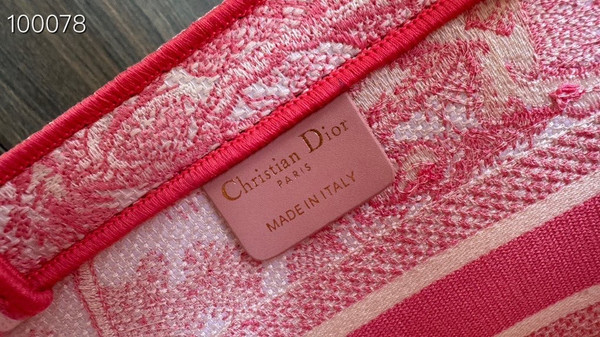 100078
Christian Dior
PARIS
MADE IN ITALY